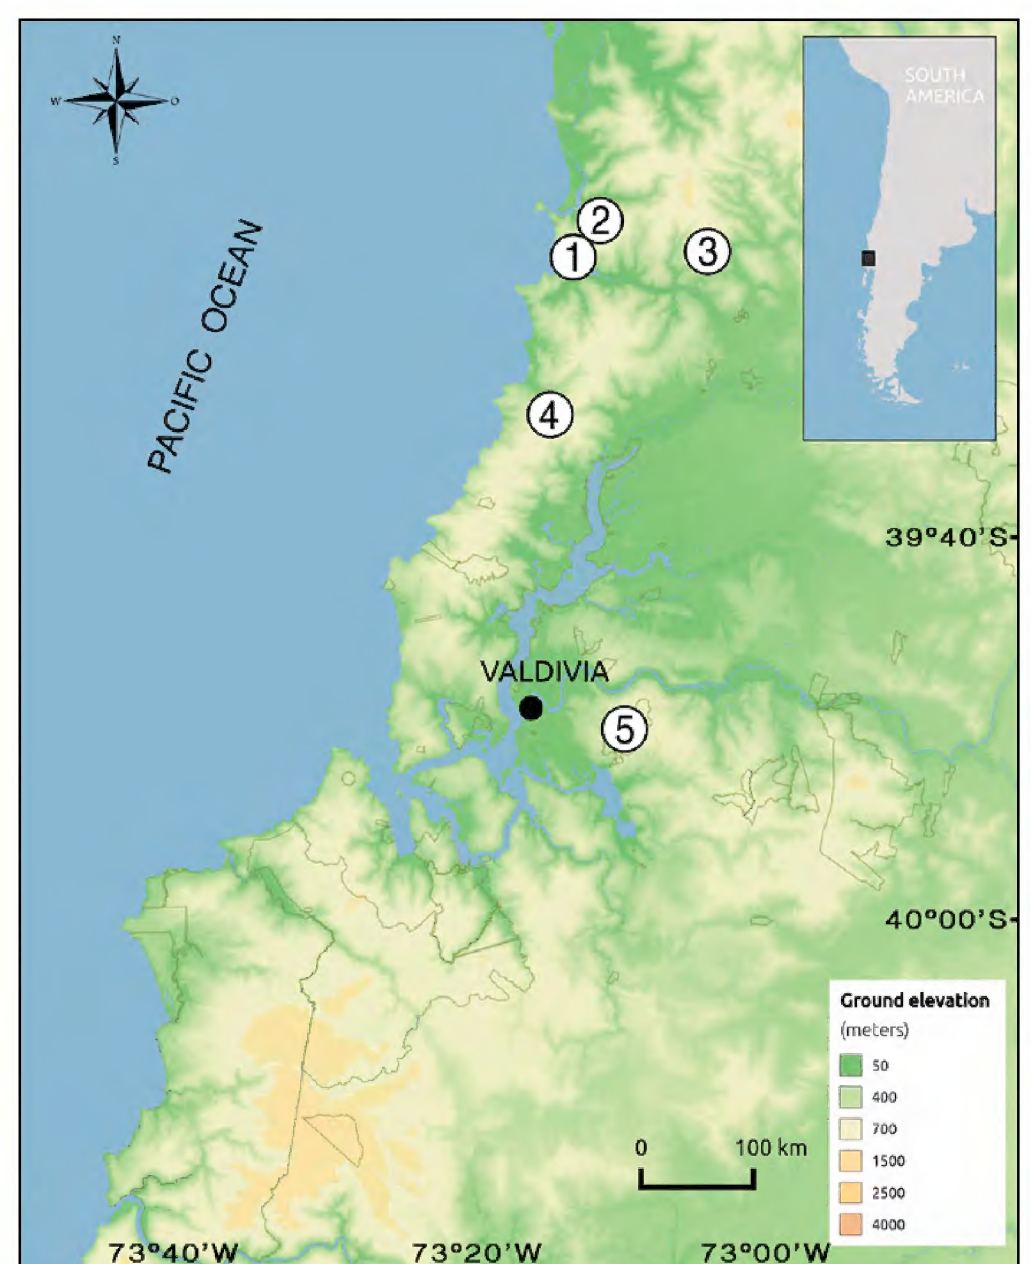 N
W
O
S
SOUTH
AMERICA
PACIFIC OCEAN
2
1
3
4
39°40'S
VALDIVIA
5
40°00'S
Ground elevation
(meters)
50
400
700
1500
2500
4000
0 100 km
73°40'W 73°20'W 73°00'W